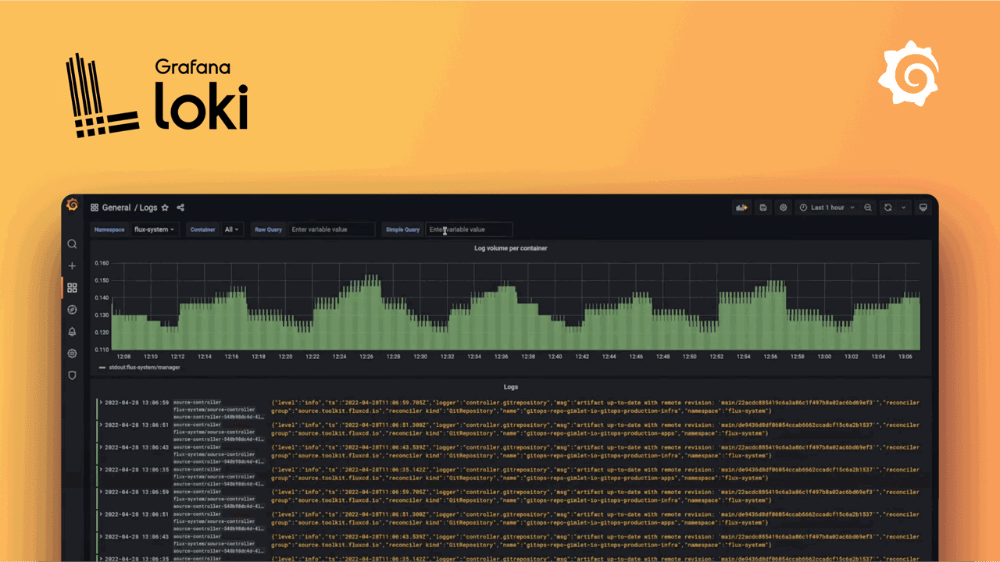 Grafana
loki
General / Logs
Last 1 hour
Namespace
flux-system
Container
All
Raw Query
Enter variable value
Simple Query
Enter variable value
Log volume per container
0.160
0.150
0.140
0.130
0.120
0.110
12:08 12:10 12:12 12:14 12:16 12:18 12:20 12:22 12:24 12:26 12:28 12:30 12:32 12:34 12:36 12:38 12:40 12:42 12:44 12:46 12:48 12:50 12:52 12:54 12:56 12:58 13:00 13:02 13:04 13:06
stdout:flux-system/manager
Logs
2022-04-28 13:06:59
source-controller
flux-system/source-controller
source-controller-548b98dc4d-4l…
{"level":"info","ts":"2022-04-28T11:06:59.705Z","logger":"controller.gitrepository","msg":"artifact up-to-date with remote revision: 'main/22acdc885419c6a3a86c1f497b8a02ac6bd69ef3'","reconciler
group":"source.toolkit.fluxcd.io","reconciler kind":"GitRepository","name":"gitops-repo-gimlet-io-gitops-production-infra","namespace":"flux-system"}
2022-04-28 13:06:51
source-controller
flux-system/source-controller
source-controller-548b98dc4d-4l…
{"level":"info","ts":"2022-04-28T11:06:51.300Z","logger":"controller.gitrepository","msg":"artifact up-to-date with remote revision: 'main/de9436d8df06054ccab6662ccadcf15c6a2b1537'","reconciler
group":"source.toolkit.fluxcd.io","reconciler kind":"GitRepository","name":"gitops-repo-gimlet-io-gitops-production-apps","namespace":"flux-system"}
2022-04-28 13:06:43
source-controller
flux-system/source-controller
source-controller-548b98dc4d-4l…
{"level":"info","ts":"2022-04-28T11:06:43.539Z","logger":"controller.gitrepository","msg":"artifact up-to-date with remote revision: 'main/22acdc885419c6a3a86c1f497b8a02ac6bd69ef3'","reconciler
group":"source.toolkit.fluxcd.io","reconciler kind":"GitRepository","name":"gitops-repo-gimlet-io-gitops-production-infra","namespace":"flux-system"}
2022-04-28 13:06:35
source-controller
flux-system/source-controller
source-controller-548b98dc4d-4l…
{"level":"info","ts":"2022-04-28T11:06:35.142Z","logger":"controller.gitrepository","msg":"artifact up-to-date with remote revision: 'main/de9436d8df06054ccab6662ccadcf15c6a2b1537'","reconciler
group":"source.toolkit.fluxcd.io","reconciler kind":"GitRepository","name":"gitops-repo-gimlet-io-gitops-production-apps","namespace":"flux-system"}
2022-04-28 13:06:59
source-controller
flux-system/source-controller
source-controller-548b98dc4d-4l…
{"level":"info","ts":"2022-04-28T11:06:59.705Z","logger":"controller.gitrepository","msg":"artifact up-to-date with remote revision: 'main/22acdc885419c6a3a86c1f497b8a02ac6bd69ef3'","reconciler
group":"source.toolkit.fluxcd.io","reconciler kind":"GitRepository","name":"gitops-repo-gimlet-io-gitops-production-infra","namespace":"flux-system"}
2022-04-28 13:06:51
source-controller
flux-system/source-controller
source-controller-548b98dc4d-4l…
{"level":"info","ts":"2022-04-28T11:06:51.300Z","logger":"controller.gitrepository","msg":"artifact up-to-date with remote revision: 'main/de9436d8df06054ccab6662ccadcf15c6a2b1537'","reconciler
group":"source.toolkit.fluxcd.io","reconciler kind":"GitRepository","name":"gitops-repo-gimlet-io-gitops-production-apps","namespace":"flux-system"}
2022-04-28 13:06:43
source-controller
flux-system/source-controller
source-controller-548b98dc4d-4l…
{"level":"info","ts":"2022-04-28T11:06:43.539Z","logger":"controller.gitrepository","msg":"artifact up-to-date with remote revision: 'main/22acdc885419c6a3a86c1f497b8a02ac6bd69ef3'","reconciler
group":"source.toolkit.fluxcd.io","reconciler kind":"GitRepository","name":"gitops-repo-gimlet-io-gitops-production-infra","namespace":"flux-system"}
2022-04-28 13:06:35
source-controller
{"level":"info","ts":"2022-04-28T11:06:35.142Z","logger":"controller.gitrepository","msg":"artifact up-to-date with remote revision: 'main/de9436d8df06054ccab6662ccadcf15c6a2b1537'","reconciler